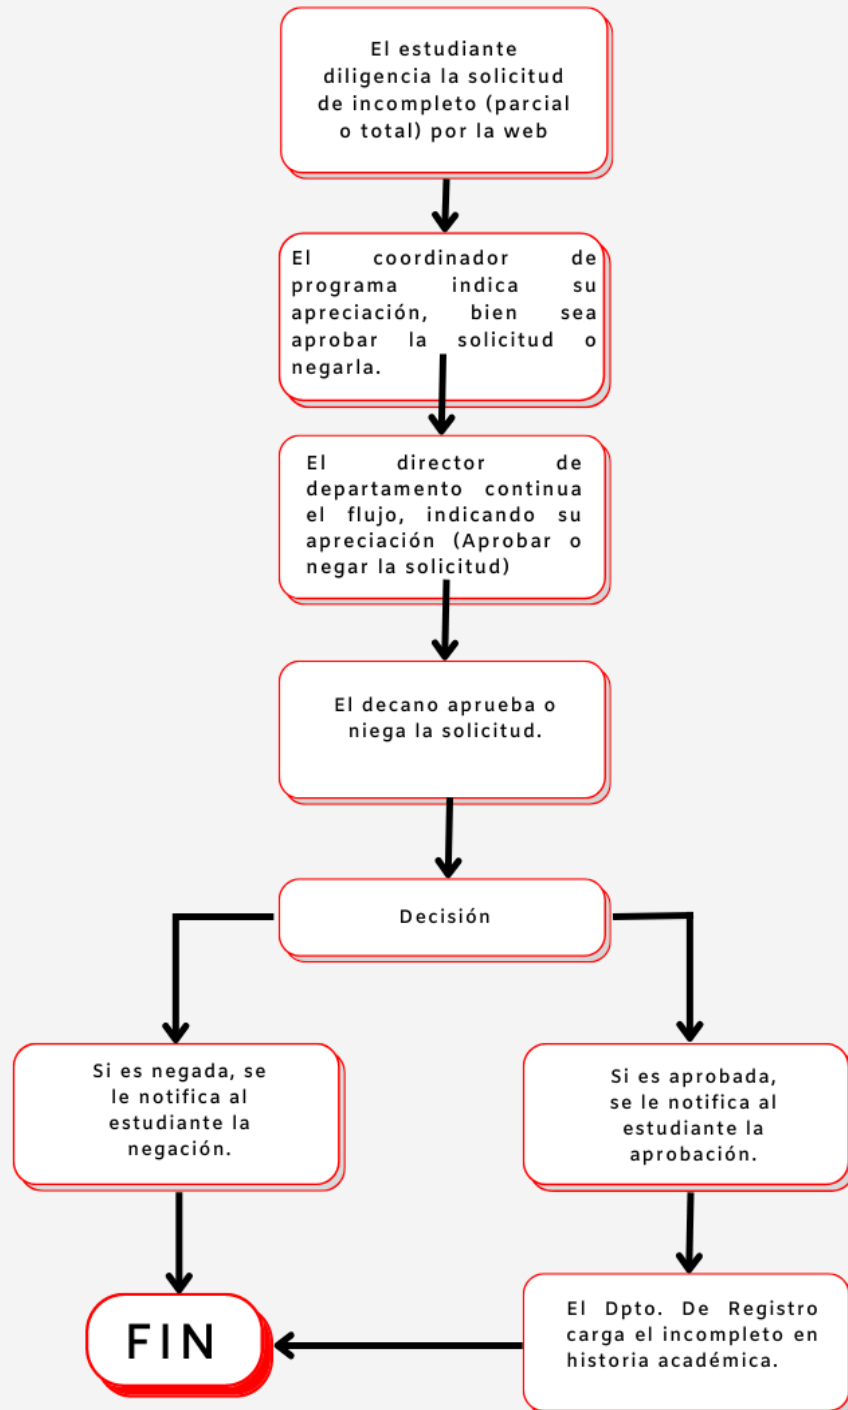 El estudiante
diligencia la solicitud
de incompleto (parcial
o total) por la web
El coordinador de
programa indica su
apreciación, bien sea
aprobar la solicitud o
negarla.
El director de
departamento continua
el flujo, indicando su
apreciación (Aprobar o
negar la solicitud)
El decano aprueba o
niega la solicitud.
Decisión
Si es negada, se
le notifica al
estudiante la
negación.
Si es aprobada,
se le notifica al
estudiante la
aprobación.
El Dpto. De Registro
carga el incompleto en
historia académica.
FIN